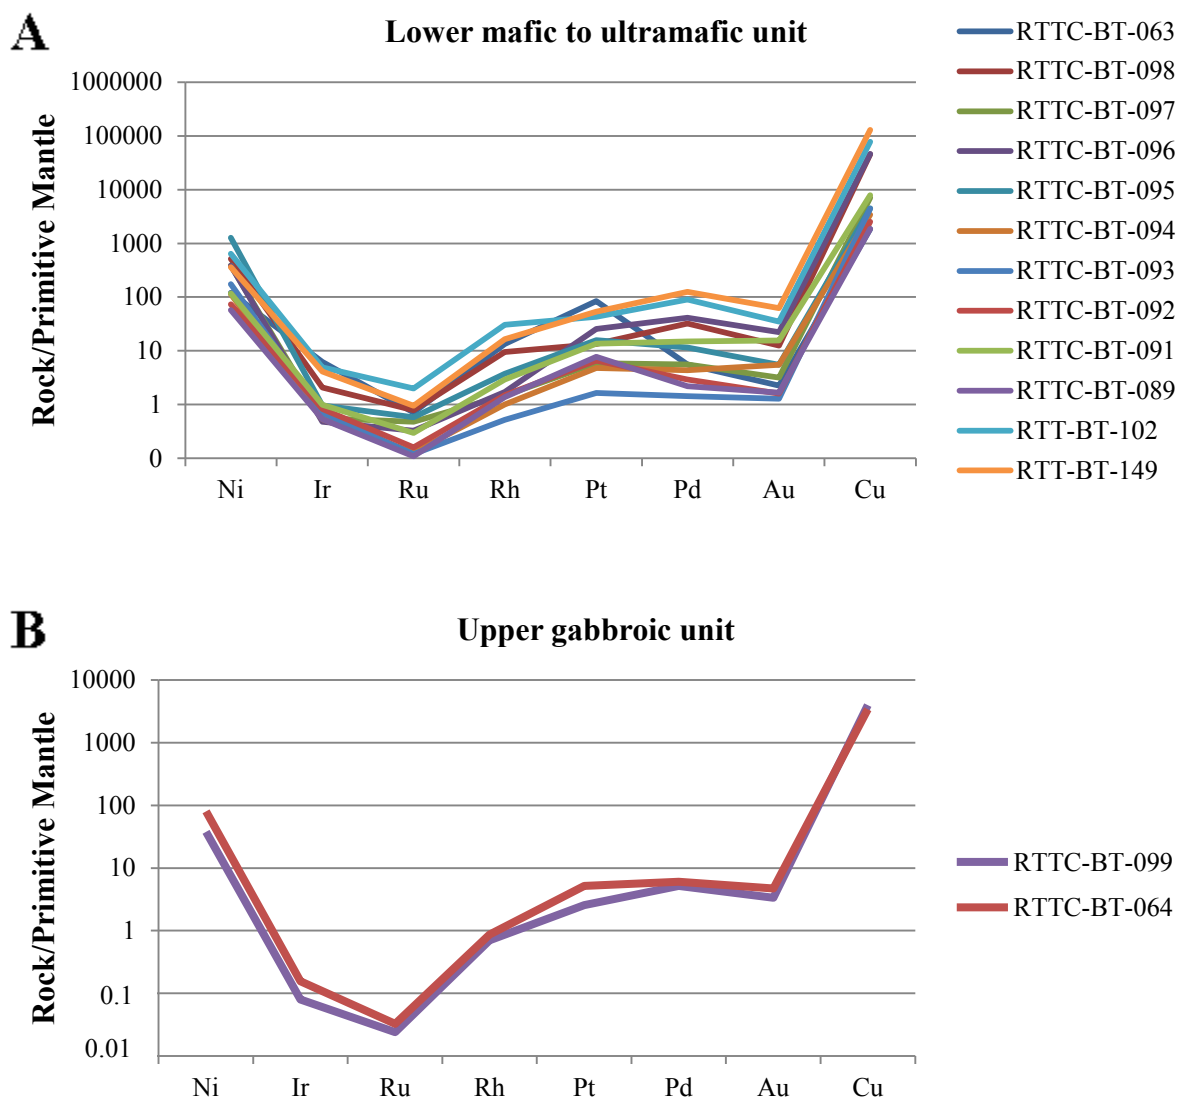 A
Lower mafic to ultramafic unit
Rock/Primitive Mantle
1000000
100000
10000
1000
100
10
1
0
Ni Ir Ru Rh Pt Pd Au Cu
RTTC-BT-063
RTTC-BT-098
RTTC-BT-097
RTTC-BT-096
RTTC-BT-095
RTTC-BT-094
RTTC-BT-093
RTTC-BT-092
RTTC-BT-091
RTTC-BT-089
RTT-BT-102
RTT-BT-149
B
Upper gabbroic unit
Rock/Primitive Mantle
10000
1000
100
10
1
0.1
0.01
Ni Ir Ru Rh Pt Pd Au Cu
RTTC-BT-099
RTTC-BT-064